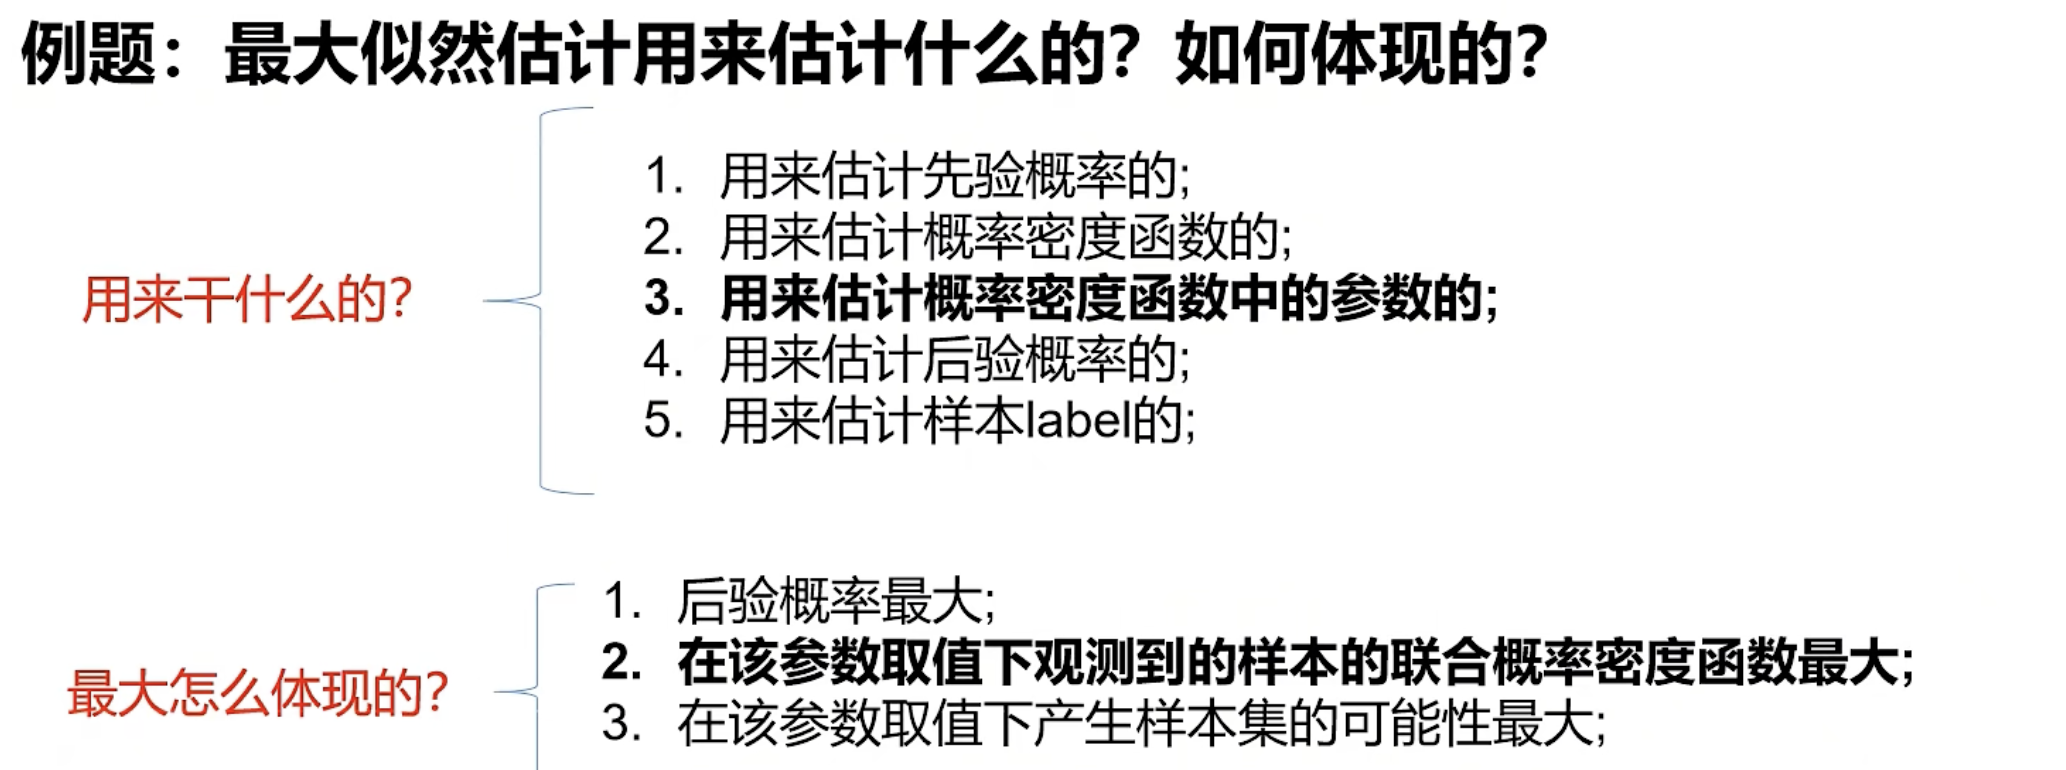 例题：最大似然估计用来估计什么的？如何体现的？
用来干什么的？
1. 用来估计先验概率的;
2. 用来估计概率密度函数的;
3. 用来估计概率密度函数中的参数的;
4. 用来估计后验概率的;
5. 用来估计样本label的;
最大怎么体现的？
1. 后验概率最大;
2. 在该参数取值下观测到的样本的联合概率密度函数最大;
3. 在该参数取值下产生样本集的可能性最大;